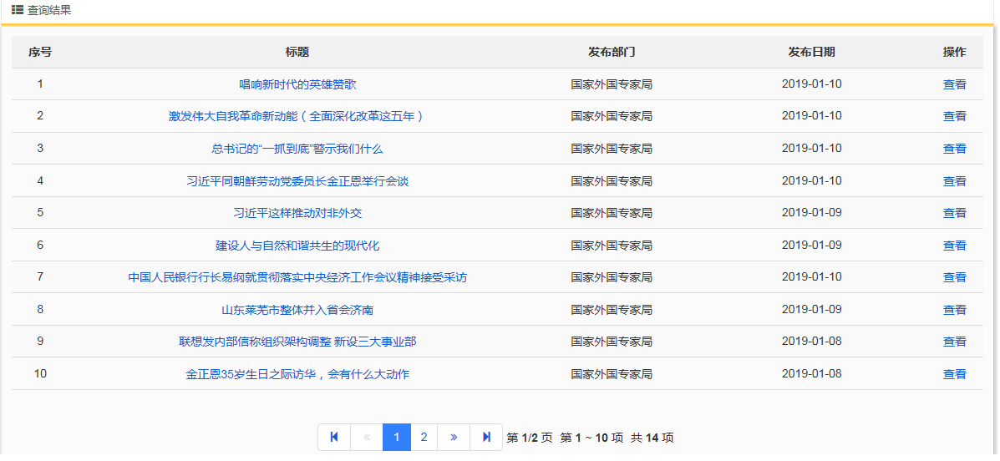 查询结果
序号 标题 发布部门 发布日期 操作
1 唱响新时代的英雄赞歌 国家外国专家局 2019-01-10 查看
2 激发伟大自我革命新动能（全面深化改革这五年） 国家外国专家局 2019-01-10 查看
3 总书记的“一抓到底”警示我们什么 国家外国专家局 2019-01-10 查看
4 习近平同朝鲜劳动党委员长金正恩举行会谈 国家外国专家局 2019-01-10 查看
5 习近平这样推动对非外交 国家外国专家局 2019-01-09 查看
6 建设人与自然和谐共生的现代化 国家外国专家局 2019-01-09 查看
7 中国人民银行行长易纲就贯彻落实中央经济工作会议精神接受采访 国家外国专家局 2019-01-10 查看
8 山东莱芜市整体并入省会济南 国家外国专家局 2019-01-09 查看
9 联想发内部信称组织架构调整 新设三大事业部 国家外国专家局 2019-01-08 查看
10 金正恩35岁生日之际访华，会有什么大动作 国家外国专家局 2019-01-08 查看
« 1 2 » 第 1/2 页 第 1 ~ 10 项 共 14 项